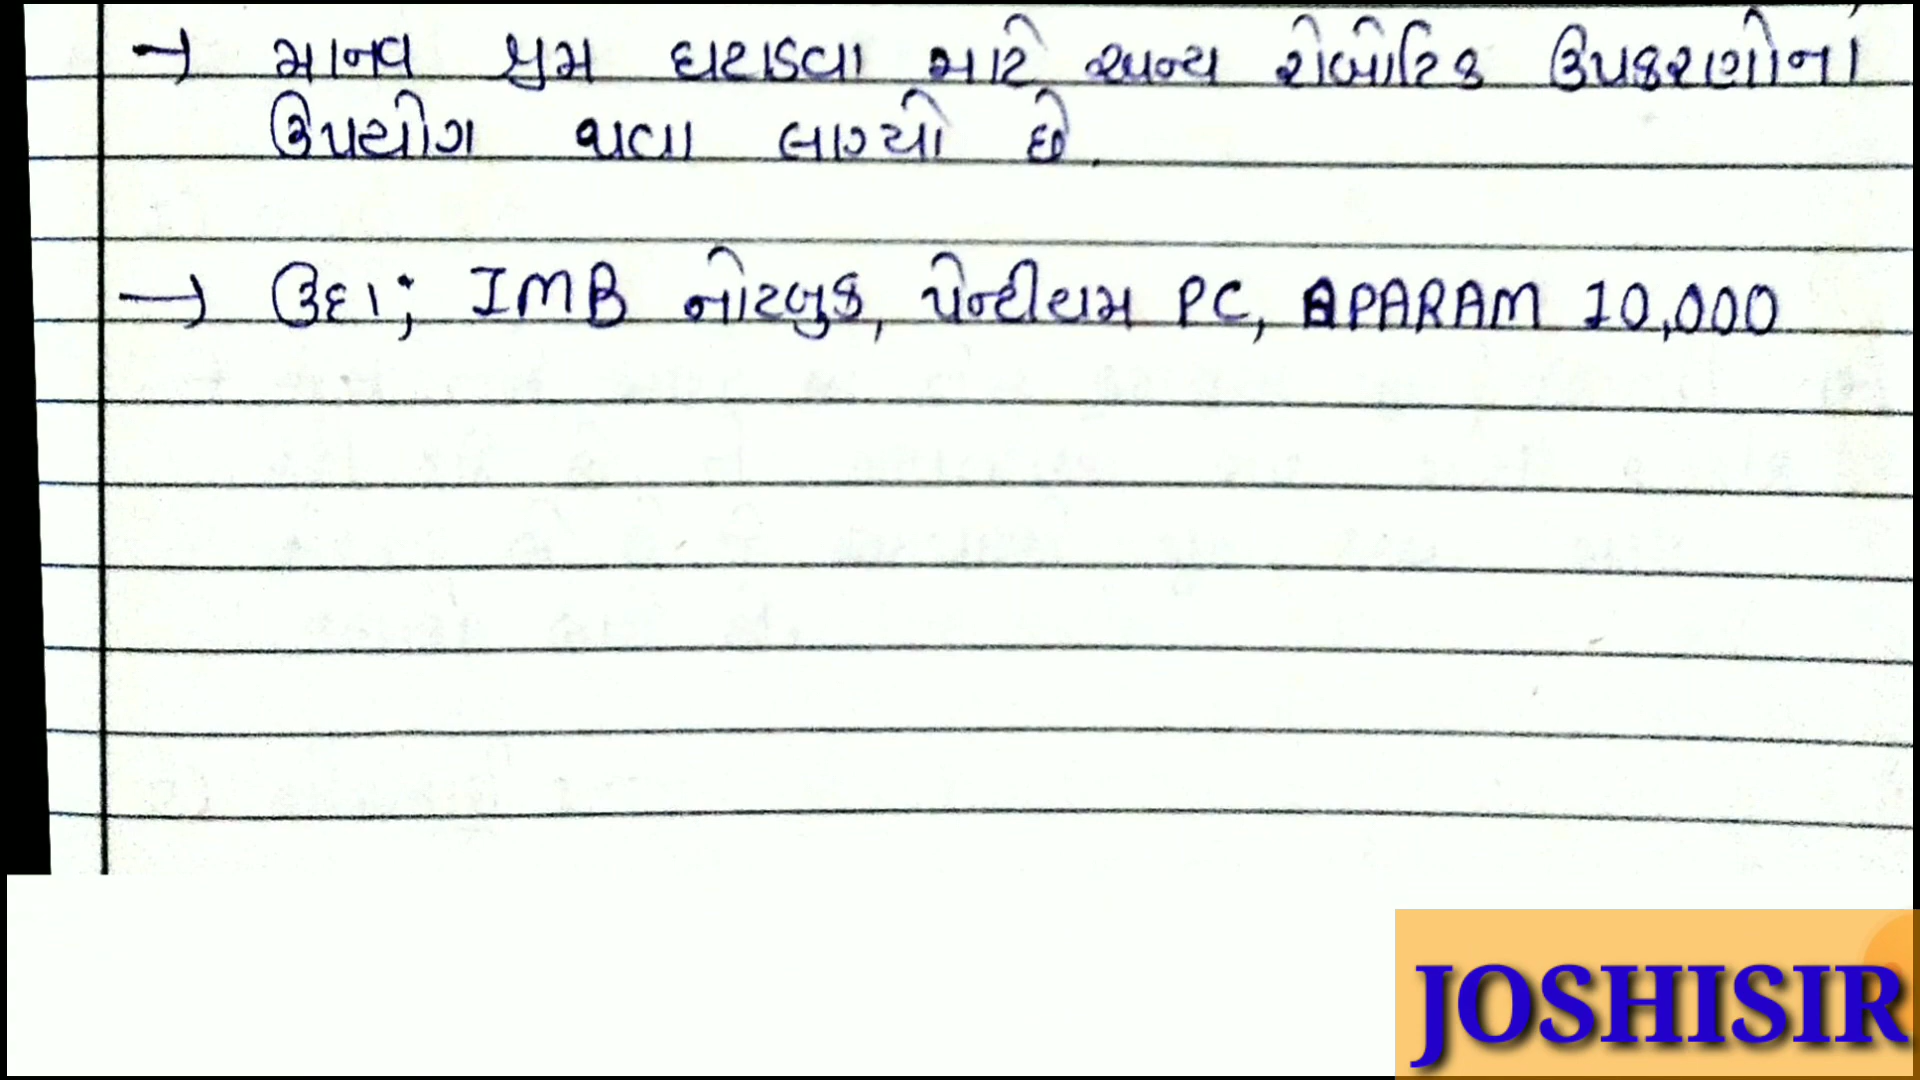 → માનવ શ્રમ ઘટાડવા માટે અન્ય રોબોટિક ઉપકરણોના
ઉપયોગ થવા લાગ્યો છે.
→ ઉદા; IMB નોટબુક, પેન્ટીયમ PC, PARAM 10,000
JOSHISIR